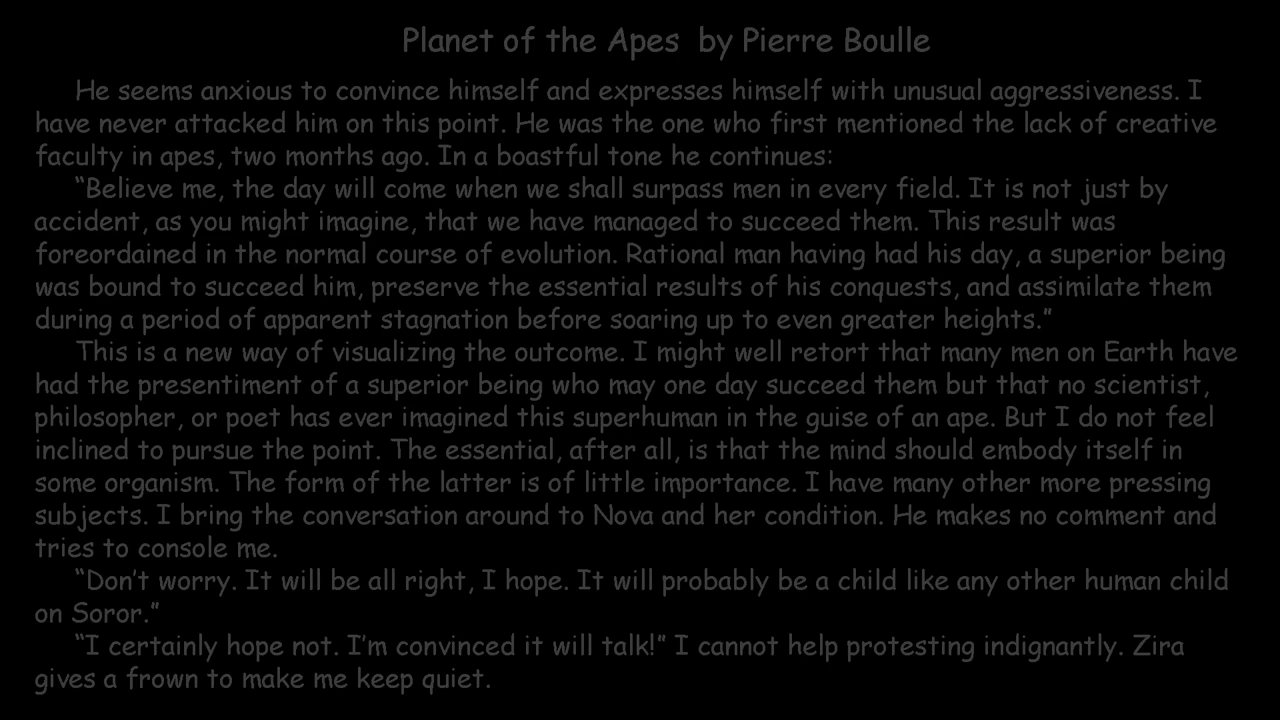 Planet of the Apes  by Pierre Boulle
He seems anxious to convince himself and expresses himself with unusual aggressiveness. I
have never attacked him on this point. He was the one who first mentioned the lack of creative
faculty in apes, two months ago. In a boastful tone he continues:
“Believe me, the day will come when we shall surpass men in every field. It is not just by
accident, as you might imagine, that we have managed to succeed them. This result was
foreordained in the normal course of evolution. Rational man having had his day, a superior being
was bound to succeed him, preserve the essential results of his conquests, and assimilate them
during a period of apparent stagnation before soaring up to even greater heights.”
This is a new way of visualizing the outcome. I might well retort that many men on Earth have
had the presentiment of a superior being who may one day succeed them but that no scientist,
philosopher, or poet has ever imagined this superhuman in the guise of an ape. But I do not feel
inclined to pursue the point. The essential, after all, is that the mind should embody itself in
some organism. The form of the latter is of little importance. I have many other more pressing
subjects. I bring the conversation around to Nova and her condition. He makes no comment and
tries to console me.
“Don’t worry. It will be all right, I hope. It will probably be a child like any other human child
on Soror.”
“I certainly hope not. I’m convinced it will talk!” I cannot help protesting indignantly. Zira
gives a frown to make me keep quiet.